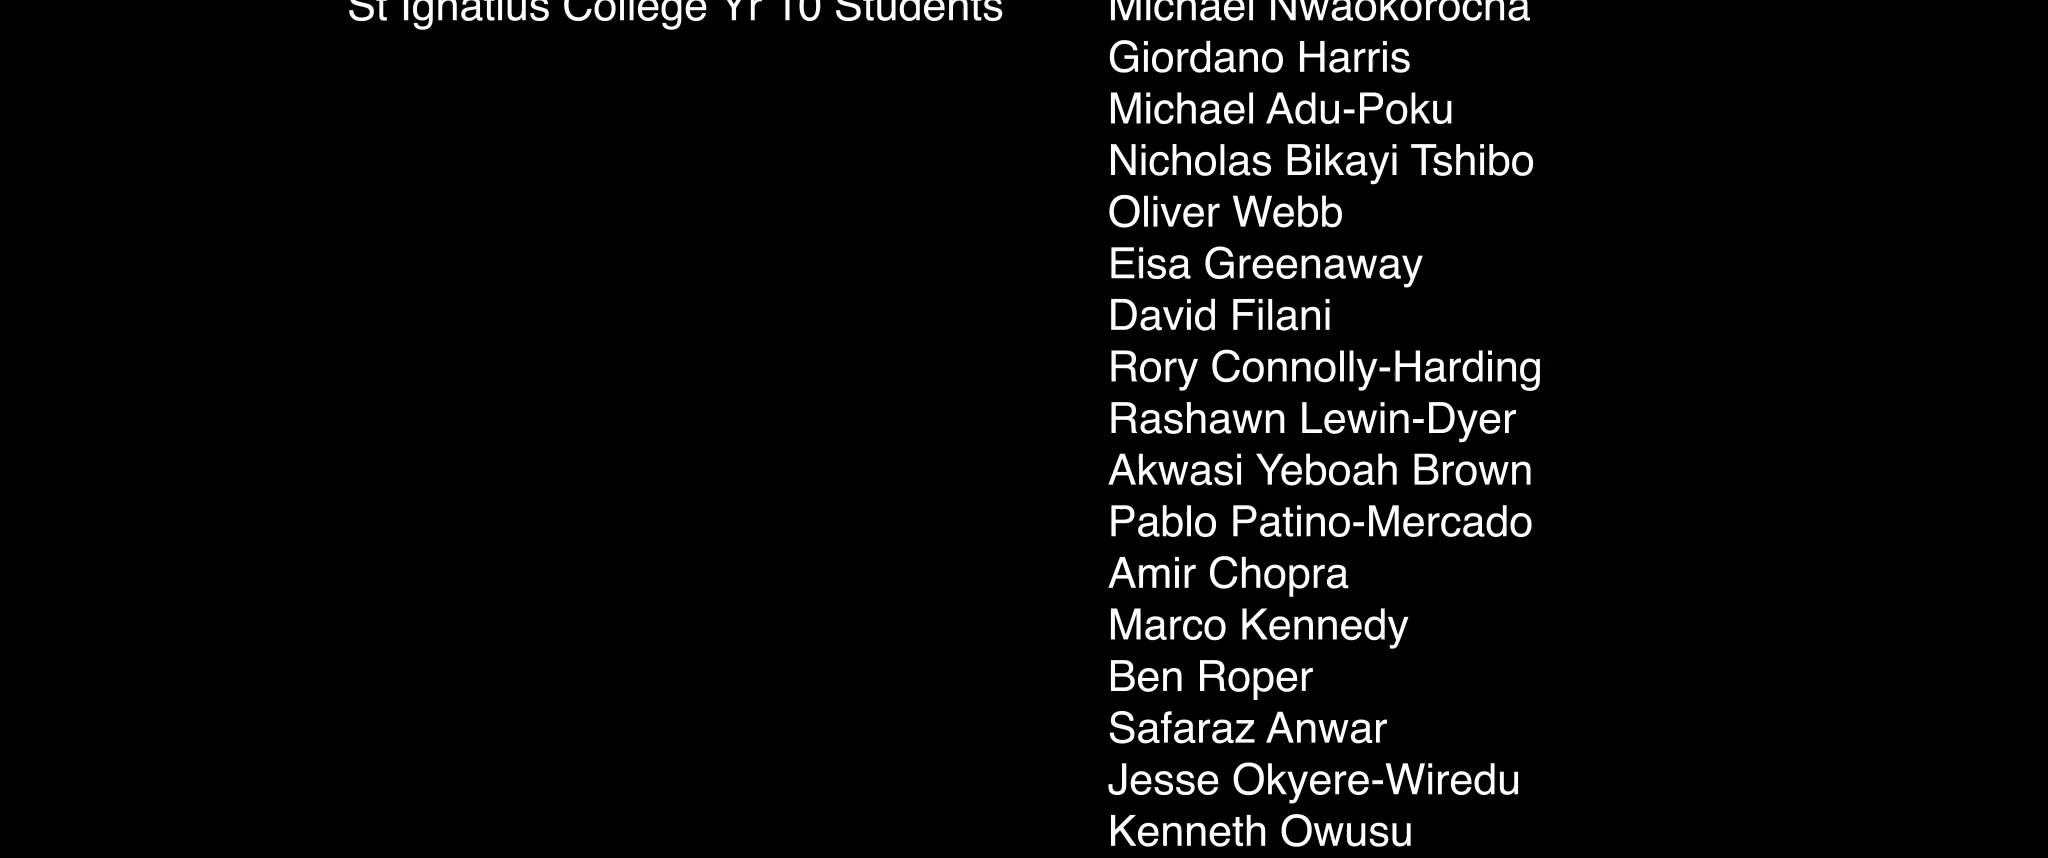 St Ignatius College Yr 10 Students Michael Nwaokorocha
Giordano Harris
Michael Adu-Poku
Nicholas Bikayi Tshibo
Oliver Webb
Eisa Greenaway
David Filani
Rory Connolly-Harding
Rashawn Lewin-Dyer
Akwasi Yeboah Brown
Pablo Patino-Mercado
Amir Chopra
Marco Kennedy
Ben Roper
Safaraz Anwar
Jesse Okyere-Wiredu
Kenneth Owusu